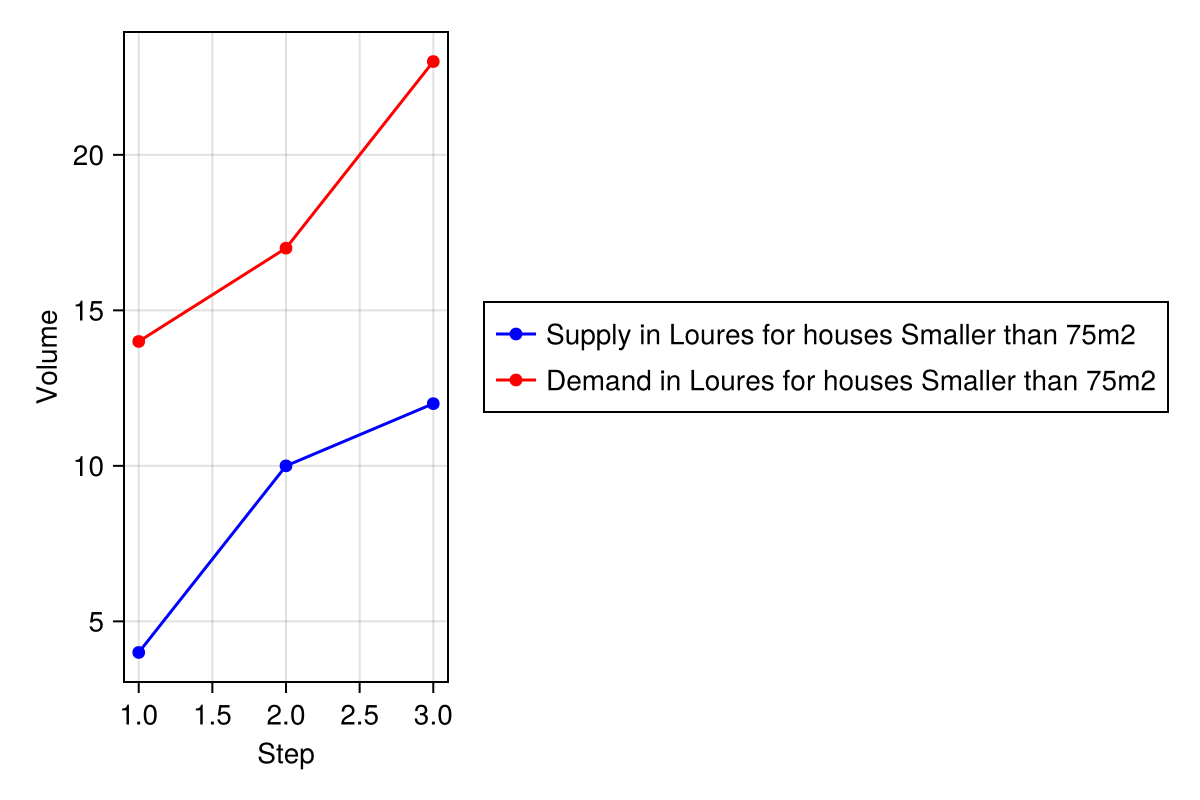 20
15
10
5
Volume
1.0 1.5 2.0 2.5 3.0
Step
Supply in Loures for houses Smaller than 75m2
Demand in Loures for houses Smaller than 75m2